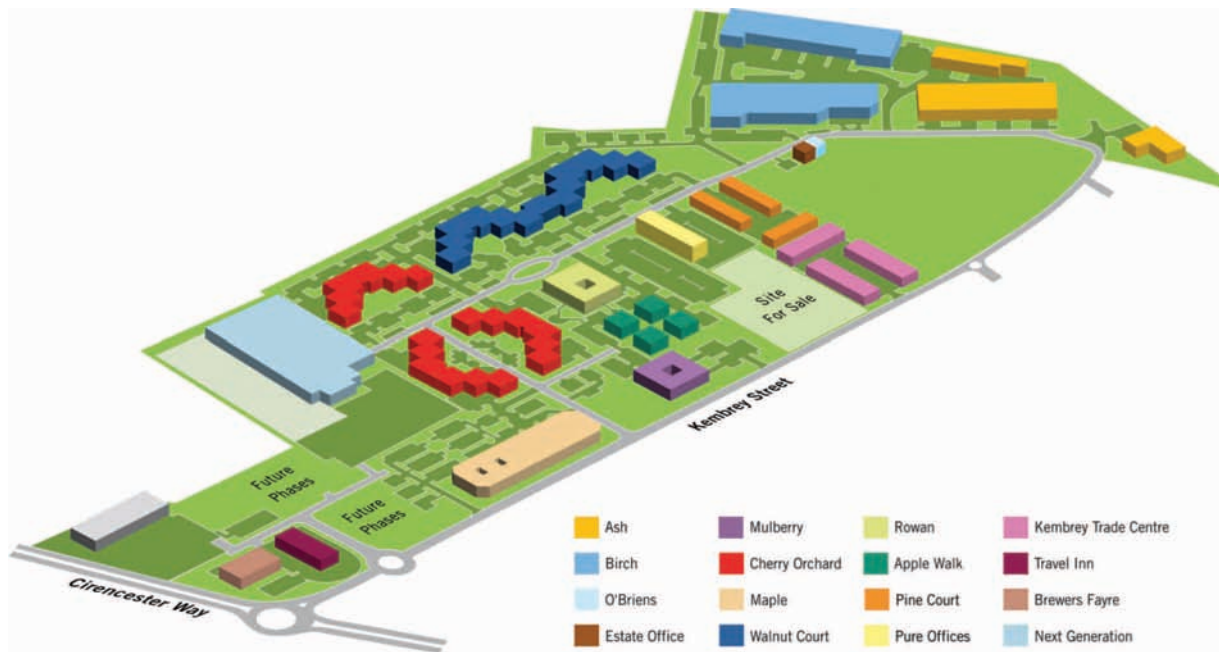 Site
For Sale
Kembrey Street
Future
Phases
Future
Phases
Cirencester Way
Ash
Mulberry
Rowan
Kembrey Trade Centre
Birch
Cherry Orchard
Apple Walk
Travel Inn
O'Briens
Maple
Pine Court
Brewers Fayre
Estate Office
Walnut Court
Pure Offices
Next Generation